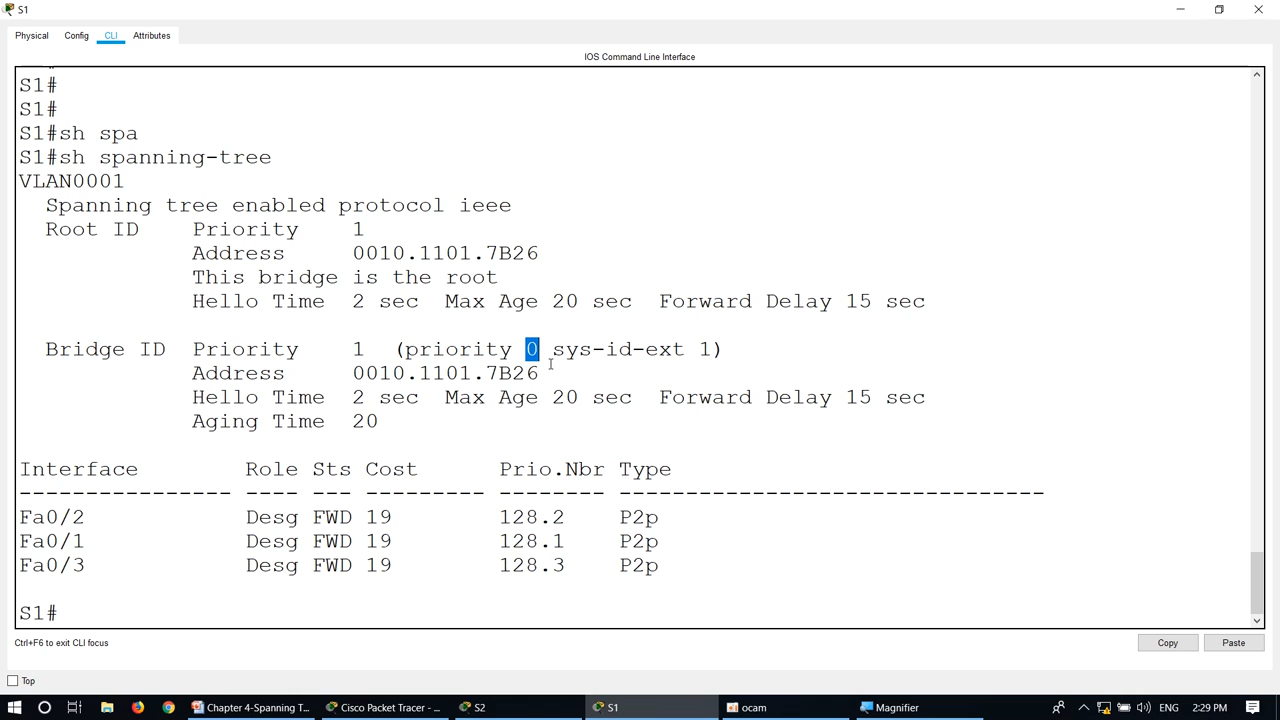 S1
Physical Config CLI Attributes
IOS Command Line Interface
S1#
S1#
S1#sh spa
S1#sh spanning-tree
VLAN0001
Spanning tree enabled protocol ieee
Root ID Priority 1
Address 0010.1101.7B26
This bridge is the root
Hello Time 2 sec Max Age 20 sec Forward Delay 15 sec
Bridge ID Priority 1 (priority 0 sys-id-ext 1)
Address 0010.1101.7B26
Hello Time 2 sec Max Age 20 sec Forward Delay 15 sec
Aging Time 20
Interface Role Sts Cost Prio.Nbr Type
---------------- ---- --- --------- -------- --------------------------------
Fa0/2 Desg FWD 19 128.2 P2p
Fa0/1 Desg FWD 19 128.1 P2p
Fa0/3 Desg FWD 19 128.3 P2p
S1#
Ctrl+F6 to exit CLI focus
Copy Paste
Top
Chapter 4-Spanning T... Cisco Packet Tracer - ... S2 S1 ocam Magnifier 2:29 PM